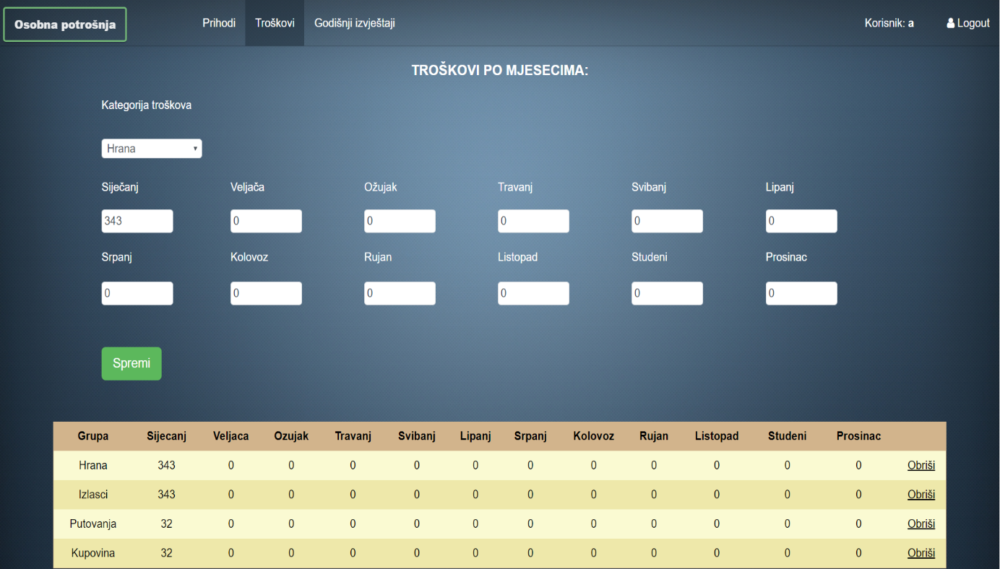 Osobna potrošnja Prihodi Troškovi Godišnji izvještaji Korisnik: a Logout
TROŠKOVI PO MJESECIMA:
Kategorija troškova
Hrana
Siječanj Veljača Ožujak Travanj Svibanj Lipanj
343 0 0 0 0 0
Srpanj Kolovoz Rujan Listopad Studeni Prosinac
0 0 0 0 0 0
Spremi
Grupa Sijecanj Veljaca Ozujak Travanj Svibanj Lipanj Srpanj Kolovoz Rujan Listopad Studeni Prosinac
Hrana 343 0 0 0 0 0 0 0 0 0 0 0 Obriši
Izlasci 343 0 0 0 0 0 0 0 0 0 0 0 Obriši
Putovanja 32 0 0 0 0 0 0 0 0 0 0 0 Obriši
Kupovina 32 0 0 0 0 0 0 0 0 0 0 0 Obriši